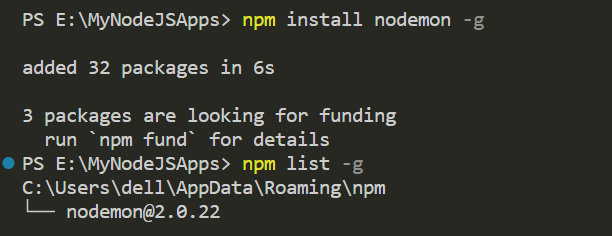 PS E:\MyNodeJSApps> npm install nodemon -g
added 32 packages in 6s
3 packages are looking for funding
  run `npm fund` for details
PS E:\MyNodeJSApps> npm list -g
C:\Users\dell\AppData\Roaming\npm
└── nodemon@2.0.22